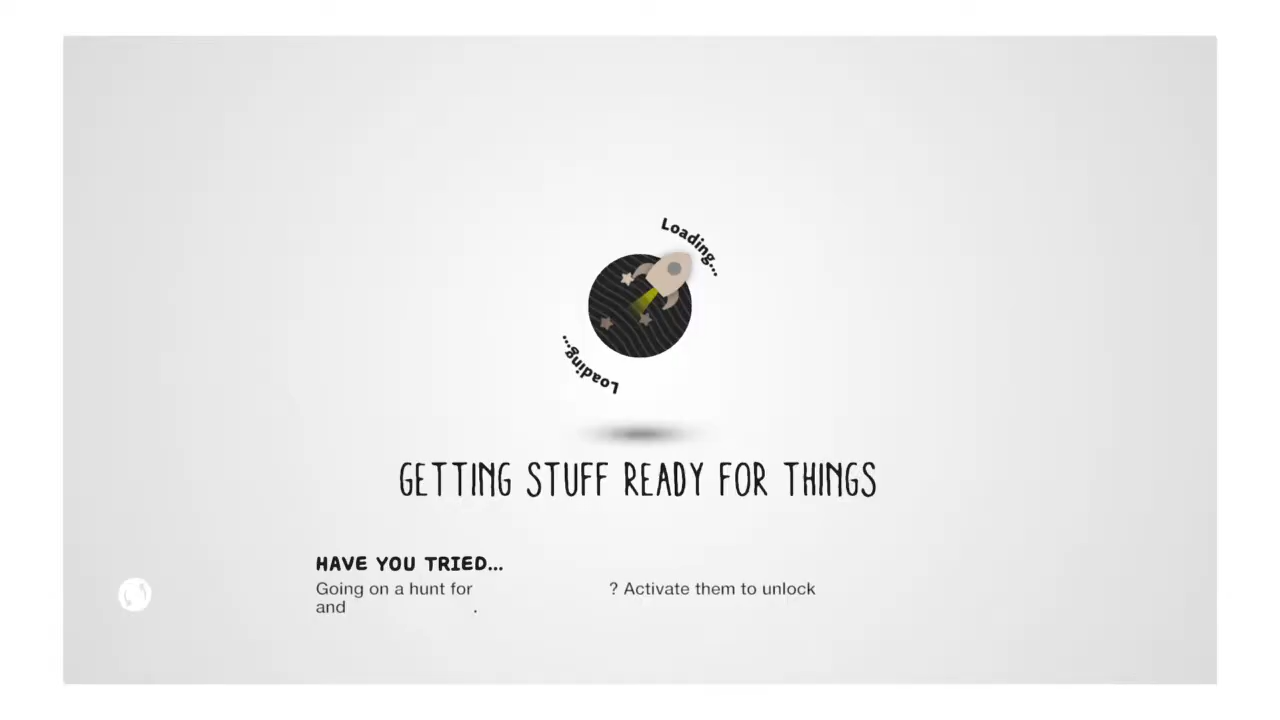 Loading...
Loading...
GETTING STUFF READY FOR THINGS
HAVE YOU TRIED...
Going on a hunt for ? Activate them to unlock
and .